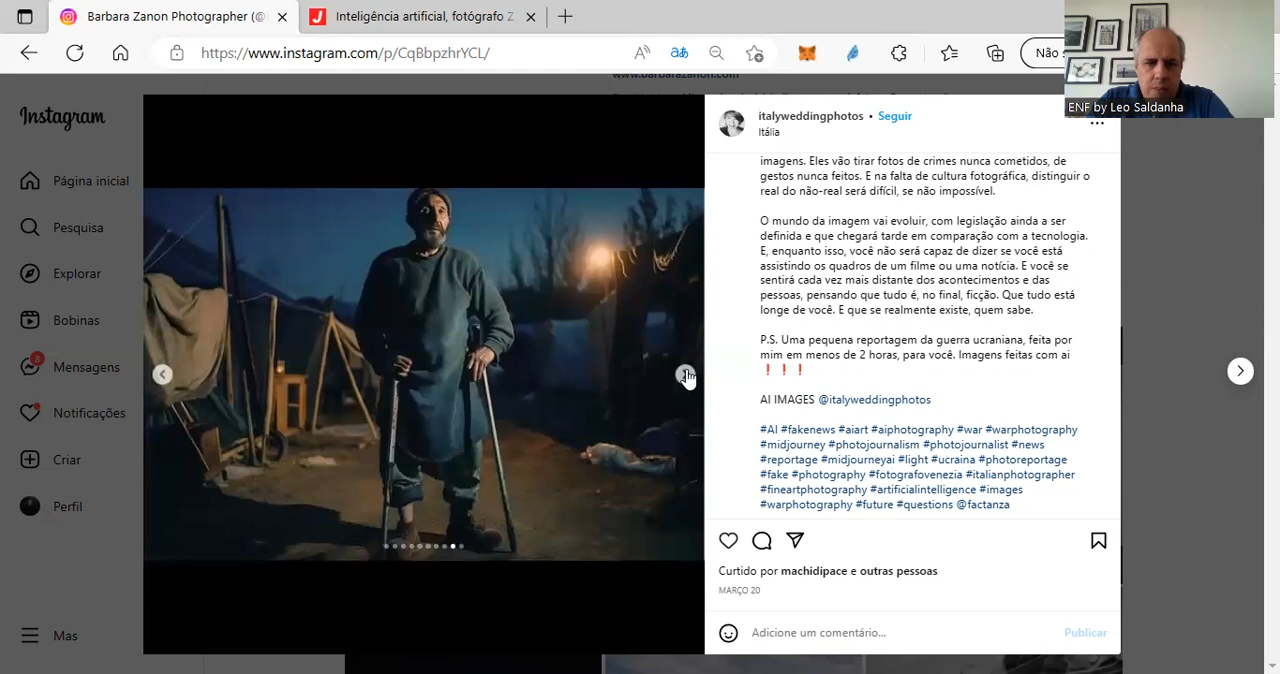 Barbara Zanon Photographer (@
Inteligência artificial, fotógrafo Z
https://www.instagram.com/p/CqBbpzhrYCL/
Não
ENF by Leo Saldanha
www.barbarazanon.com
Instagram
Página inicial
Pesquisa
Explorar
Bobinas
8
Mensagens
Notificações
Criar
Perfil
Mas
italyweddingphotos • Seguir
Itália
imagens. Eles vão tirar fotos de crimes nunca cometidos, de
gestos nunca feitos. E na falta de cultura fotográfica, distinguir o
real do não-real será difícil, se não impossível.
O mundo da imagem vai evoluir, com legislação ainda a ser
definida e que chegará tarde em comparação com a tecnologia.
E, enquanto isso, você não será capaz de dizer se você está
assistindo os quadros de um filme ou uma notícia. E você se
sentirá cada vez mais distante dos acontecimentos e das
pessoas, pensando que tudo é, no final, ficção. Que tudo está
longe de você. E que se realmente existe, quem sabe.
P.S. Uma pequena reportagem da guerra ucraniana, feita por
mim em menos de 2 horas, para você. Imagens feitas com ai
❗❗❗
AI IMAGES @italyweddingphotos
#AI #fakenews #aiart #aiphotography #war #warphotography
#midjourney #photojournalism #photojournalist #news
#reportage #midjourneyai #light #ucraina #photoreportage
#fake #photography #fotografovenezia #italianphotographer
#fineartphotography #artificialintelligence #images
#warphotography #future #questions @factanza
Curtido por machidipace e outras pessoas
MARÇO 20
Adicione um comentário...
Publicar